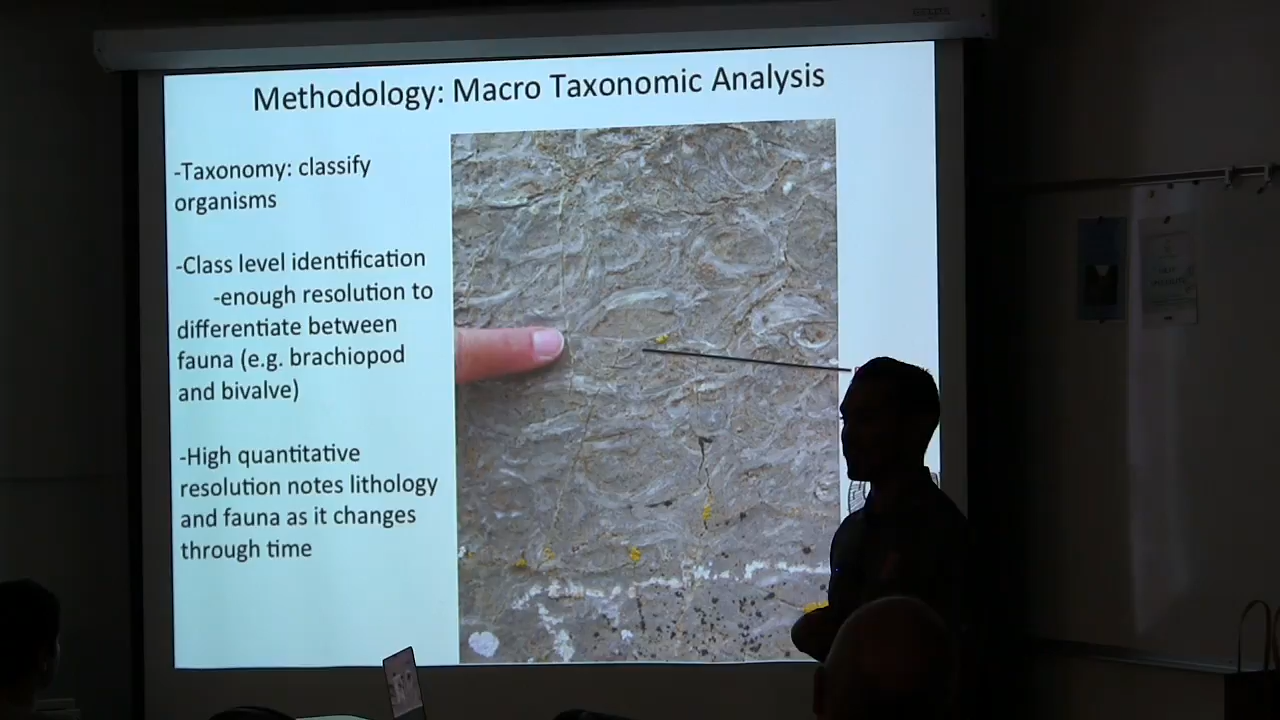 Methodology: Macro Taxonomic Analysis
-Taxonomy: classify
organisms
-Class level identification
-enough resolution to
differentiate between
fauna (e.g. brachiopod
and bivalve)
-High quantitative
resolution notes lithology
and fauna as it changes
through time